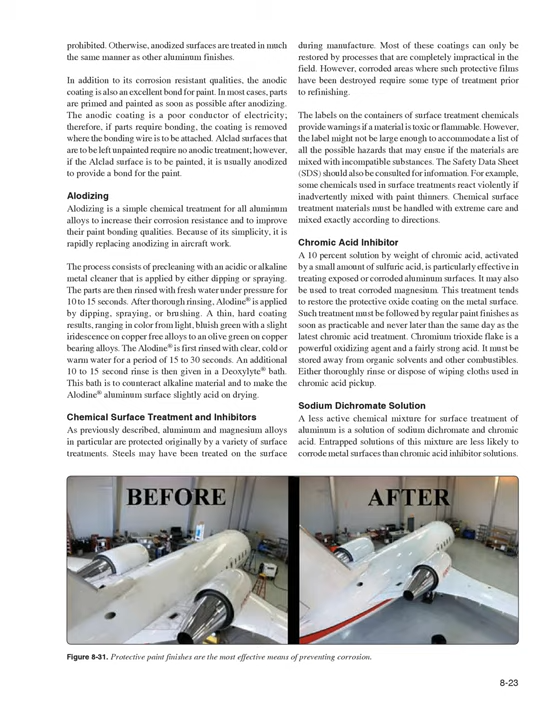 prohibited. Otherwise, anodized surfaces are treated in much
the same manner as other aluminum finishes.
In addition to its corrosion resistant qualities, the anodic
coating is also an excellent bond for paint. In most cases, parts
are primed and painted as soon as possible after anodizing.
The anodic coating is a poor conductor of electricity;
therefore, if parts require bonding, the coating is removed
where the bonding wire is to be attached. Alclad surfaces that
are to be left unpainted require no anodic treatment; however,
if the Alclad surface is to be painted, it is usually anodized
to provide a bond for the paint.
Alodizing
Alodizing is a simple chemical treatment for all aluminum
alloys to increase their corrosion resistance and to improve
their paint bonding qualities. Because of its simplicity, it is
rapidly replacing anodizing in aircraft work.
The process consists of precleaning with an acidic or alkaline
metal cleaner that is applied by either dipping or spraying.
The parts are then rinsed with fresh water under pressure for
10 to 15 seconds. After thorough rinsing, Alodine® is applied
by dipping, spraying, or brushing. A thin, hard coating
results, ranging in color from light, bluish green with a slight
iridescence on copper free alloys to an olive green on copper
bearing alloys. The Alodine® is first rinsed with clear, cold or
warm water for a period of 15 to 30 seconds. An additional
10 to 15 second rinse is then given in a Deoxylyte® bath.
This bath is to counteract alkaline material and to make the
Alodine® aluminum surface slightly acid on drying.
Chemical Surface Treatment and Inhibitors
As previously described, aluminum and magnesium alloys
in particular are protected originally by a variety of surface
treatments. Steels may have been treated on the surface
during manufacture. Most of these coatings can only be
restored by processes that are completely impractical in the
field. However, corroded areas where such protective films
have been destroyed require some type of treatment prior
to refinishing.
The labels on the containers of surface treatment chemicals
provide warnings if a material is toxic or flammable. However,
the label might not be large enough to accommodate a list of
all the possible hazards that may ensue if the materials are
mixed with incompatible substances. The Safety Data Sheet
(SDS) should also be consulted for information. For example,
some chemicals used in surface treatments react violently if
inadvertently mixed with paint thinners. Chemical surface
treatment materials must be handled with extreme care and
mixed exactly according to directions.
Chromic Acid Inhibitor
A 10 percent solution by weight of chromic acid, activated
by a small amount of sulfuric acid, is particularly effective in
treating exposed or corroded aluminum surfaces. It may also
be used to treat corroded magnesium. This treatment tends
to restore the protective oxide coating on the metal surface.
Such treatment must be followed by regular paint finishes as
soon as practicable and never later than the same day as the
latest chromic acid treatment. Chromium trioxide flake is a
powerful oxidizing agent and a fairly strong acid. It must be
stored away from organic solvents and other combustibles.
Either thoroughly rinse or dispose of wiping cloths used in
chromic acid pickup.
Sodium Dichromate Solution
A less active chemical mixture for surface treatment of
aluminum is a solution of sodium dichromate and chromic
acid. Entrapped solutions of this mixture are less likely to
corrode metal surfaces than chromic acid inhibitor solutions.
BEFORE
AFTER
Figure 8-31. Protective paint finishes are the most effective means of preventing corrosion.
8-23